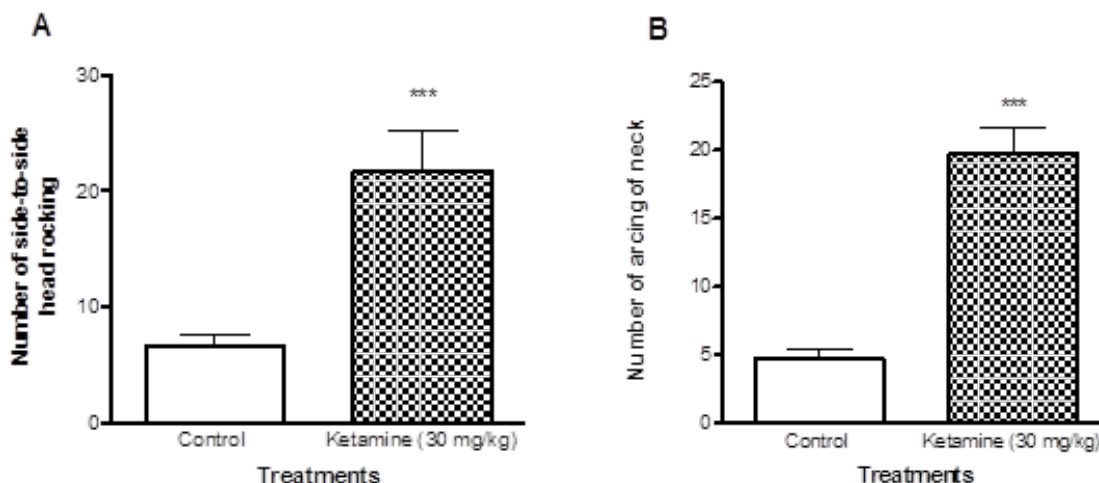 A
Number of side-to-side
head rocking
30
20
10
0
***
Control
Ketamine (30 mg/kg)
Treatments
B
Number of arcing of neck
25
20
15
10
5
0
***
Control
Ketamine (30 mg/kg)
Treatments